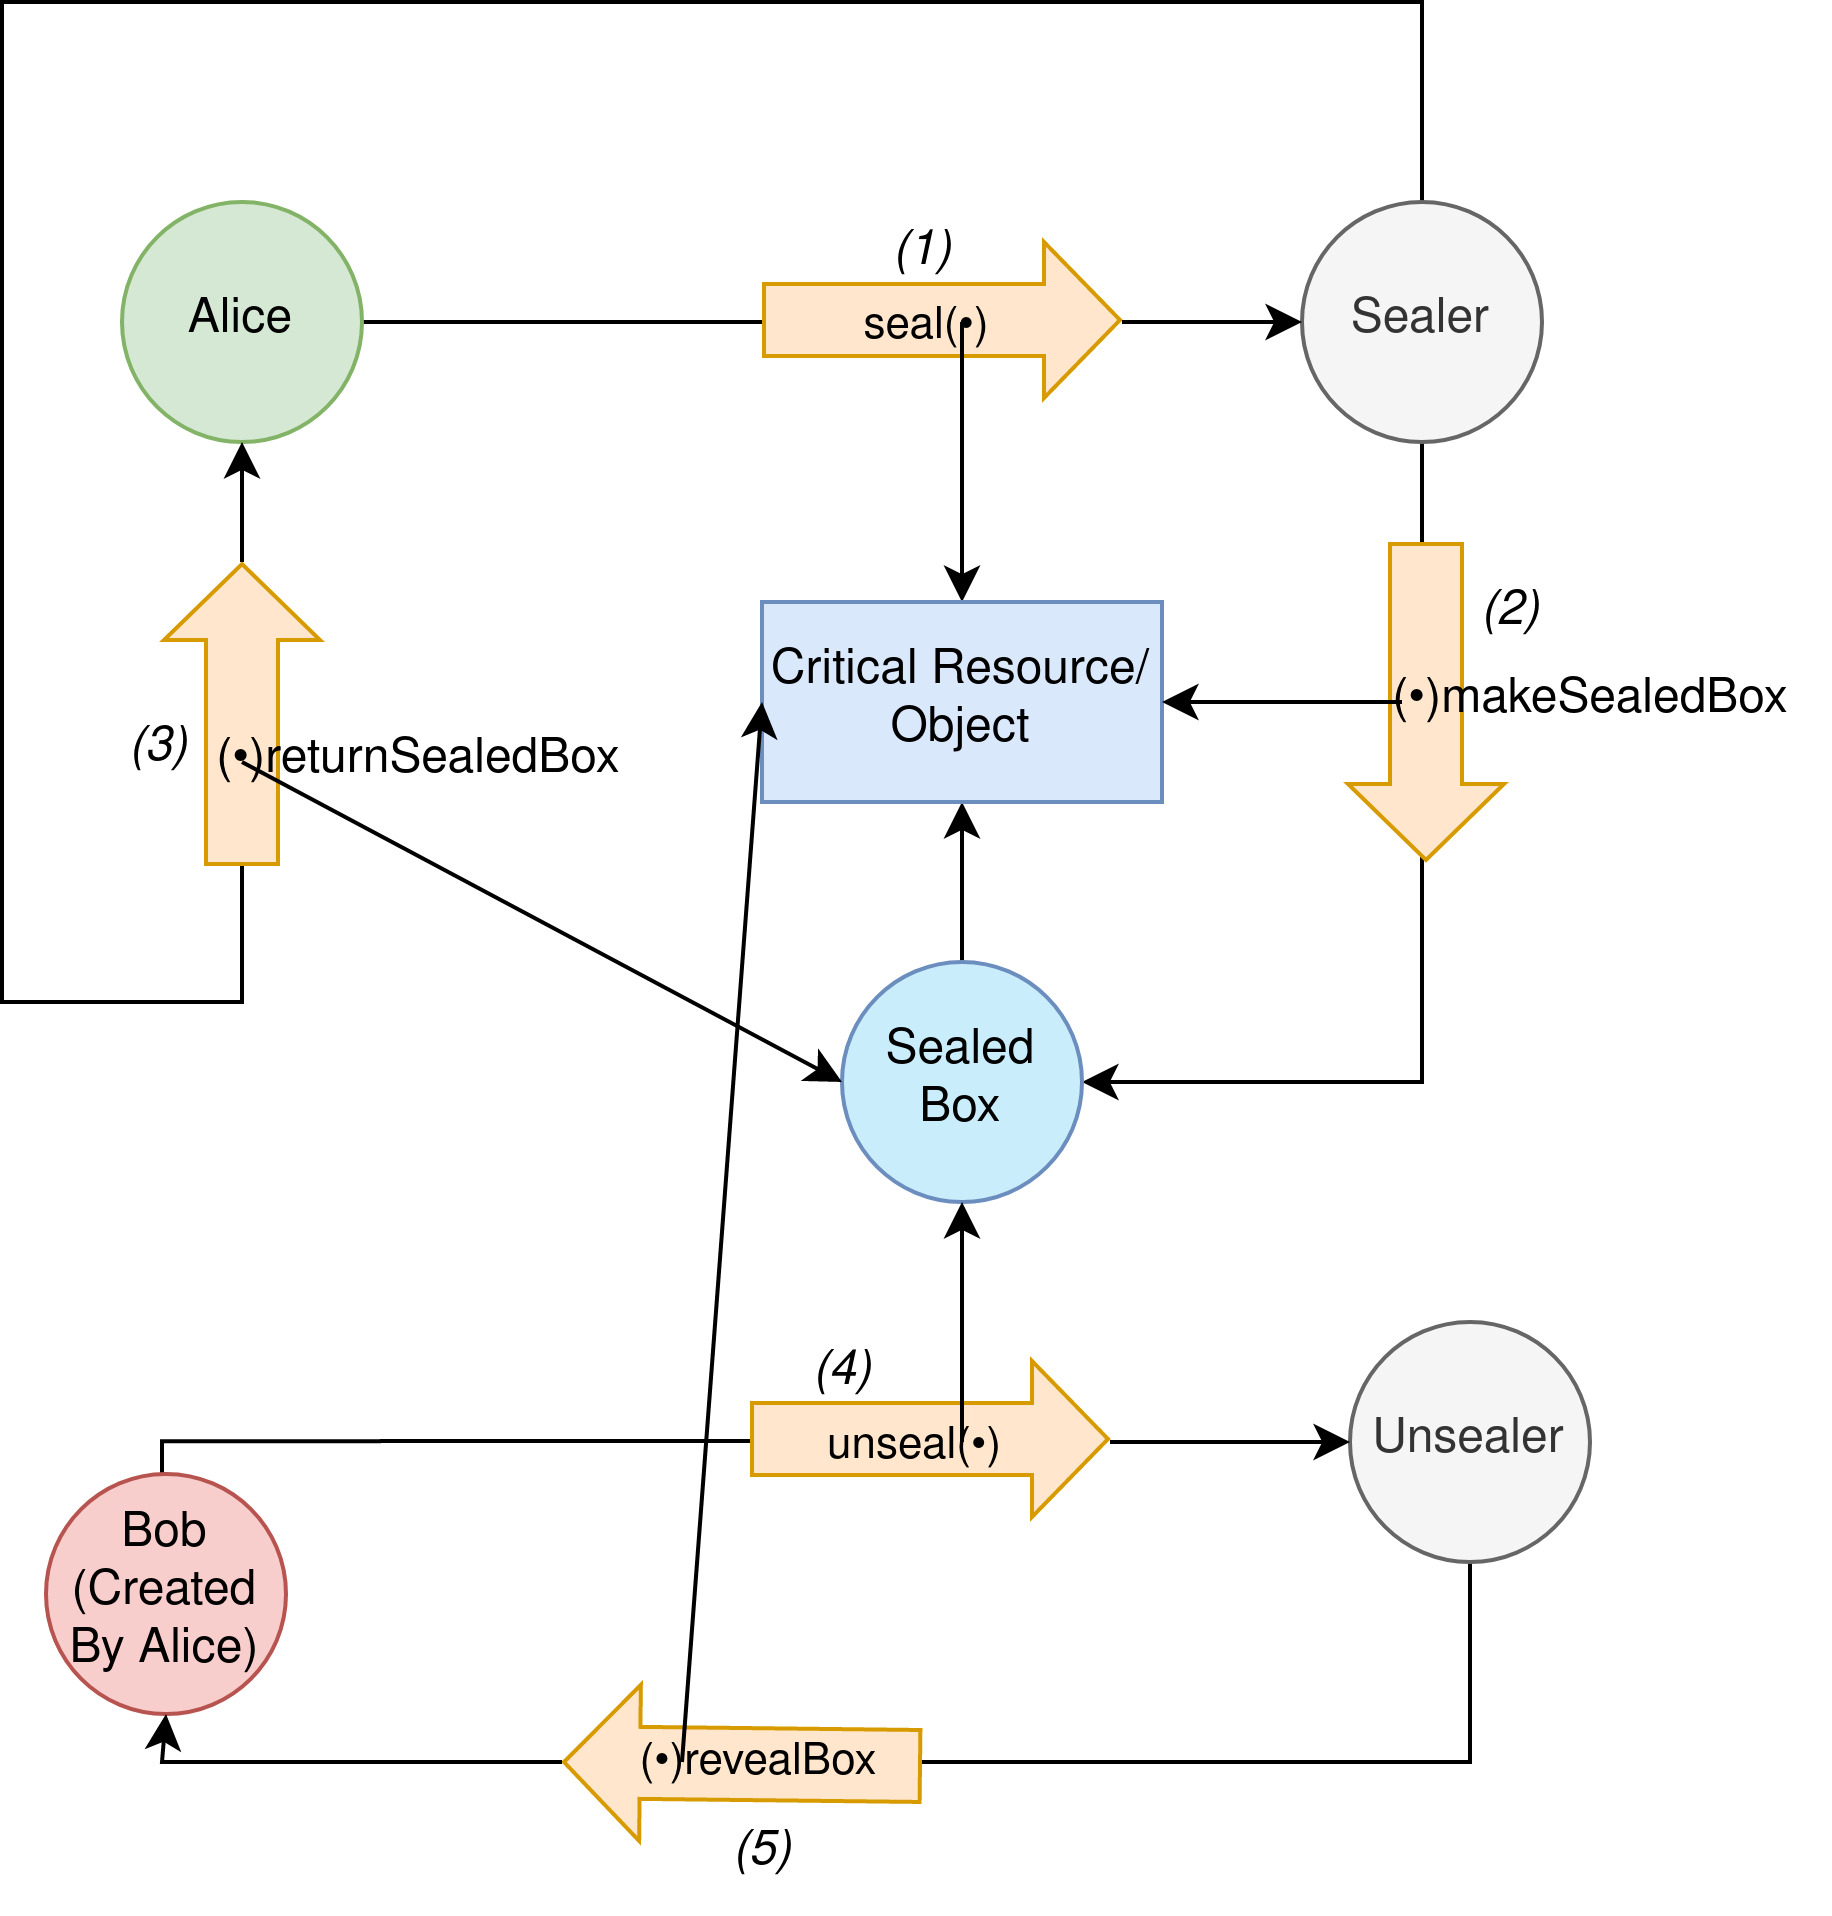 (1)
Alice
seal(•)
Sealer
(2)
Critical Resource/
Object
(•)makeSealedBox
(3)
(•)returnSealedBox
Sealed
Box
(4)
unseal(•)
Unsealer
Bob
(Created
By Alice)
(•)revealBox
(5)